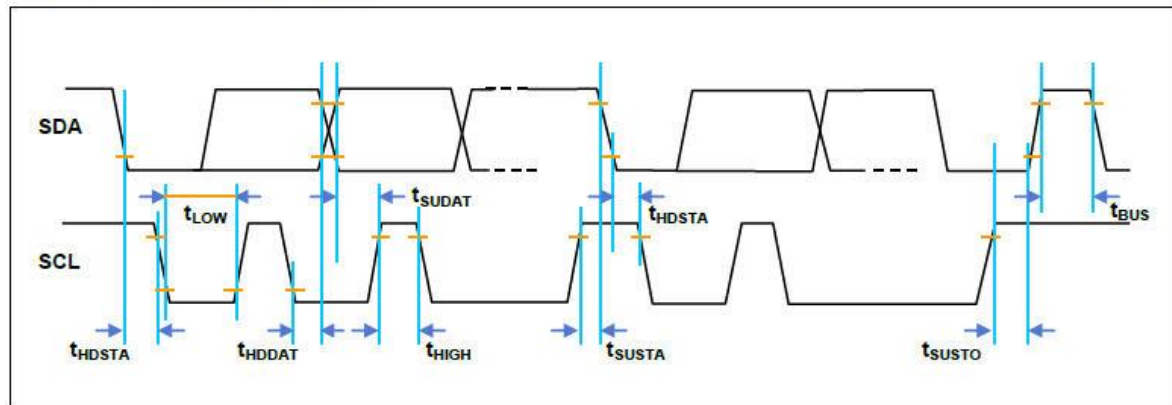 SDA
tSUDAT
tLOW
tHDSTA
tBUS
SCL
tHDSTA
tHDDAT
tHIGH
tSUSTA
tSUSTO